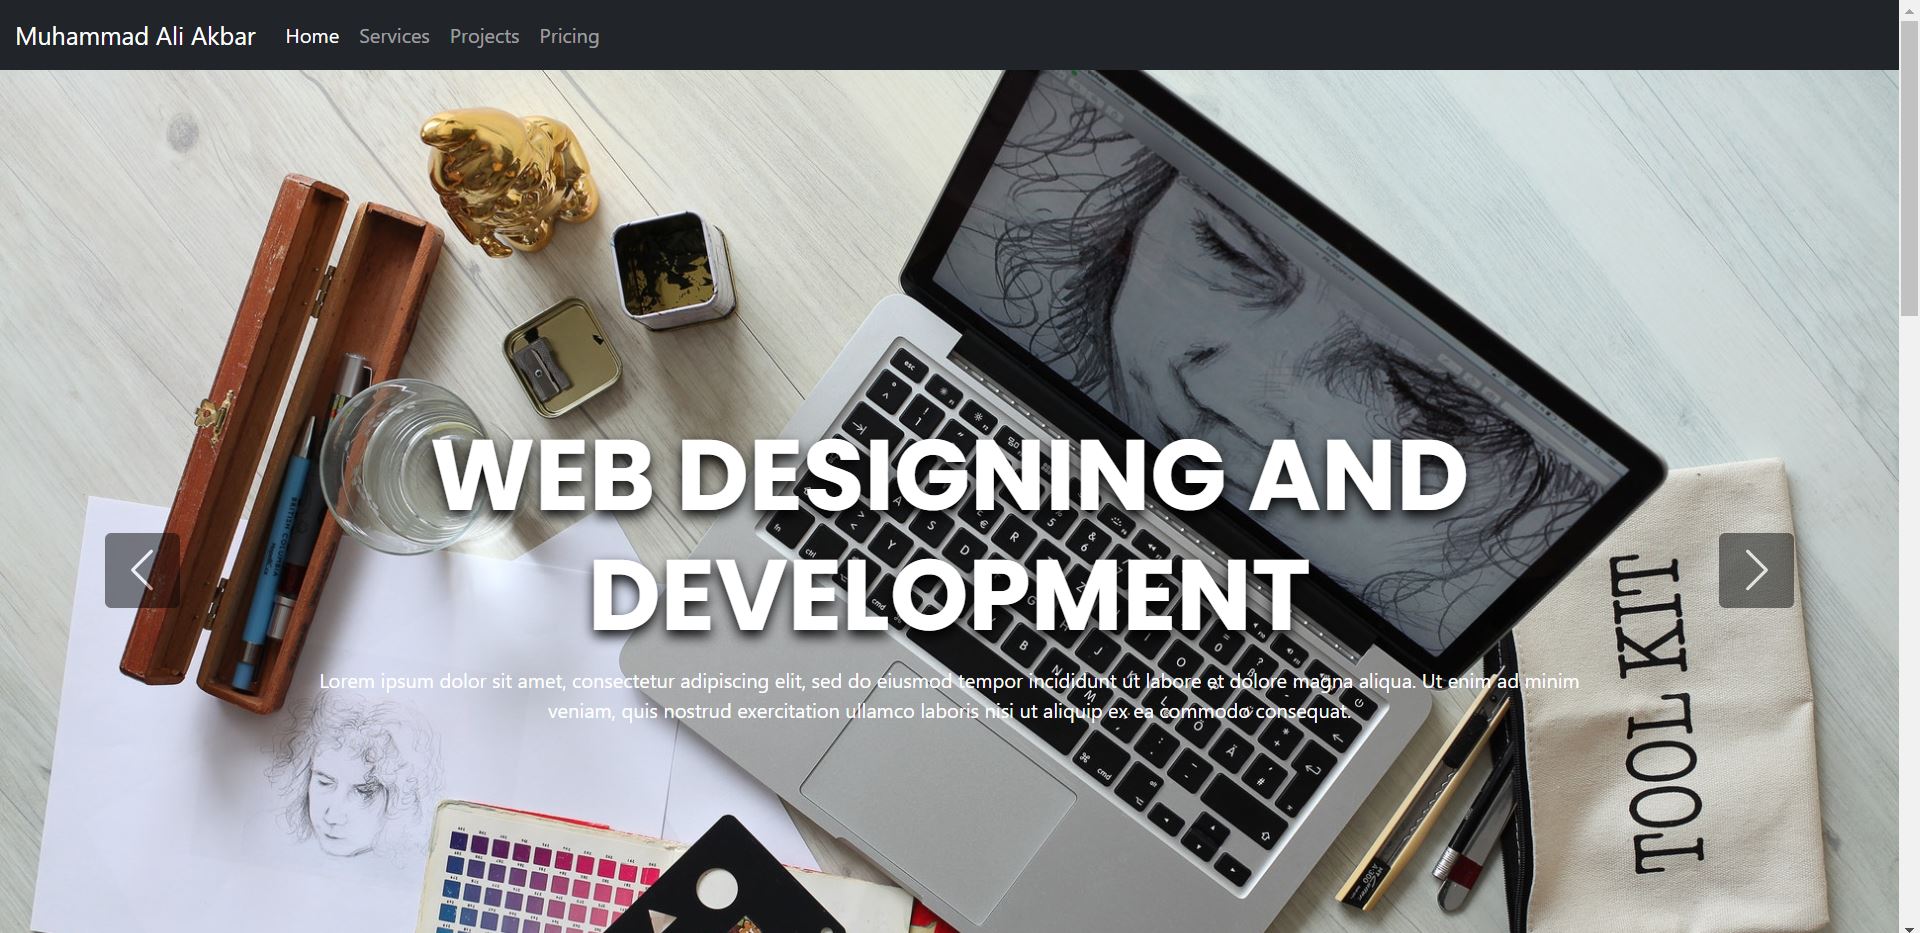 Muhammad Ali Akbar Home Services Projects Pricing
WEB DESIGNING AND
DEVELOPMENT
Lorem ipsum dolor sit amet, consectetur adipiscing elit, sed do eiusmod tempor incididunt ut labore et dolore magna aliqua. Ut enim ad minim
veniam, quis nostrud exercitation ullamco laboris nisi ut aliquip ex ea commodo consequat.
TOOL KIT